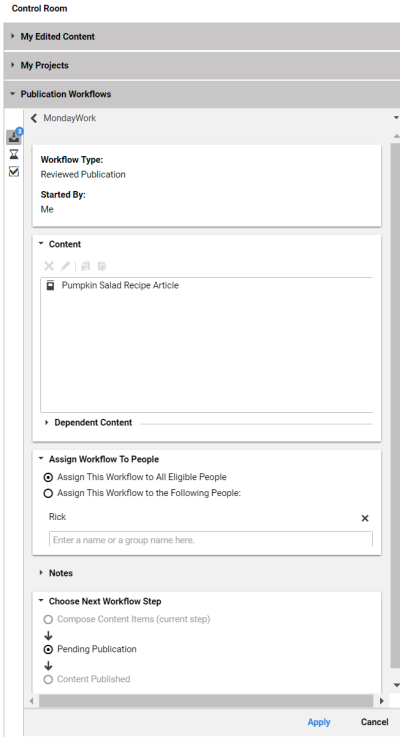 Control Room
My Edited Content
My Projects
Publication Workflows
MondayWork
3
Workflow Type:
Reviewed Publication
Started By:
Me
Content
Pumpkin Salad Recipe Article
Dependent Content
Assign Workflow To People
Assign This Workflow to All Eligible People
Assign This Workflow to the Following People:
Rick
Enter a name or a group name here.
Notes
Choose Next Workflow Step
Compose Content Items (current step)
Pending Publication
Content Published
Apply Cancel